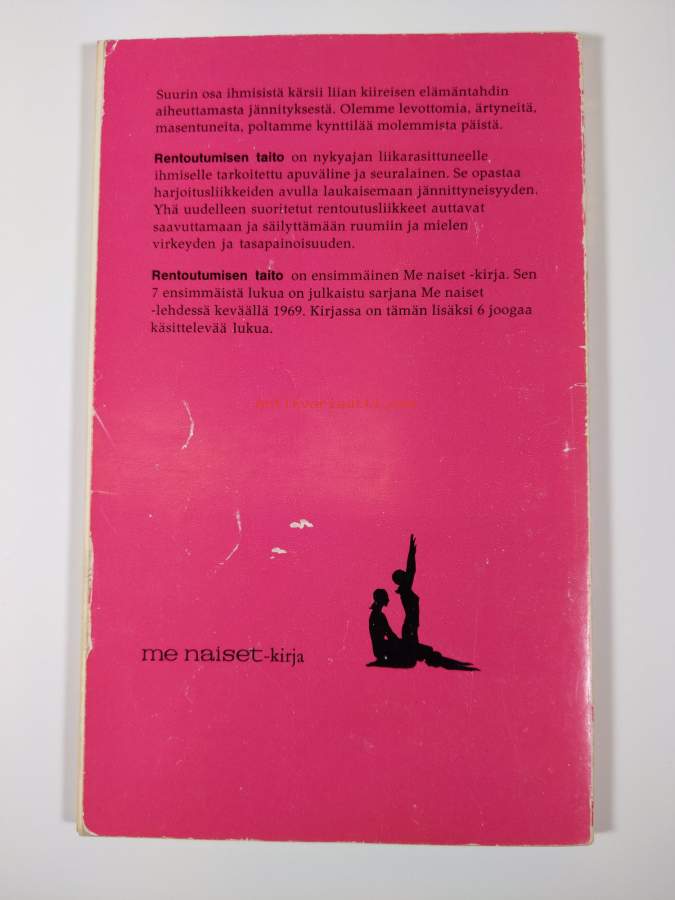 Suurin osa ihmisistä kärsii liian kiireisen elämäntahdin
aiheuttamasta jännityksestä. Olemme levottomia, ärtyneitä,
masentuneita, poltamme kynttilää molemmista päistä.
Rentoutumisen taito on nykyajan liikarasittuneelle
ihmiselle tarkoitettu apuväline ja seuralainen. Se opastaa
harjoitusliikkeiden avulla laukaisemaan jännittyneisyyden.
Yhä uudelleen suoritetut rentoutusliikkeet auttavat
saavuttamaan ja säilyttämään ruumiin ja mielen
virkeyden ja tasapainoisuuden.
Rentoutumisen taito on ensimmäinen Me naiset -kirja. Sen
7 ensimmäistä lukua on julkaistu sarjana Me naiset
-lehdessä keväällä 1969. Kirjassa on tämän lisäksi 6 joogaa
käsittelevää lukua.
antikvariaatti.com
me naiset-kirja